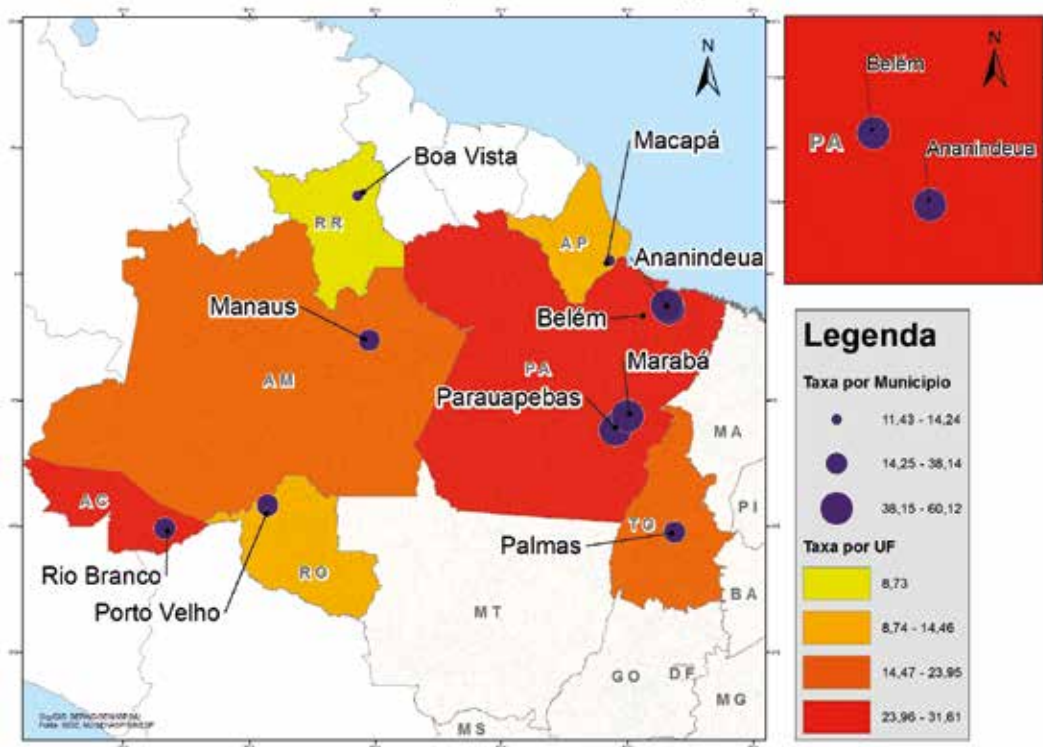 N
Boa Vista
Macapá
RR
AP
Ananindeua
Manaus
Belém
AM
PA
Marabá
Parauapebas
MA
AC
PI
TO
Palmas
Rio Branco
RO
BA
Porto Velho
MT
GO
DF
MG
MS
N
Belém
PA
Ananindeua
Legenda
Taxa por Municipio
11,43 - 14,24
14,25 - 38,14
38,15 - 60,12
Taxa por UF
8,73
8,74 - 14,46
14,47 - 23,95
23,96 - 31,61